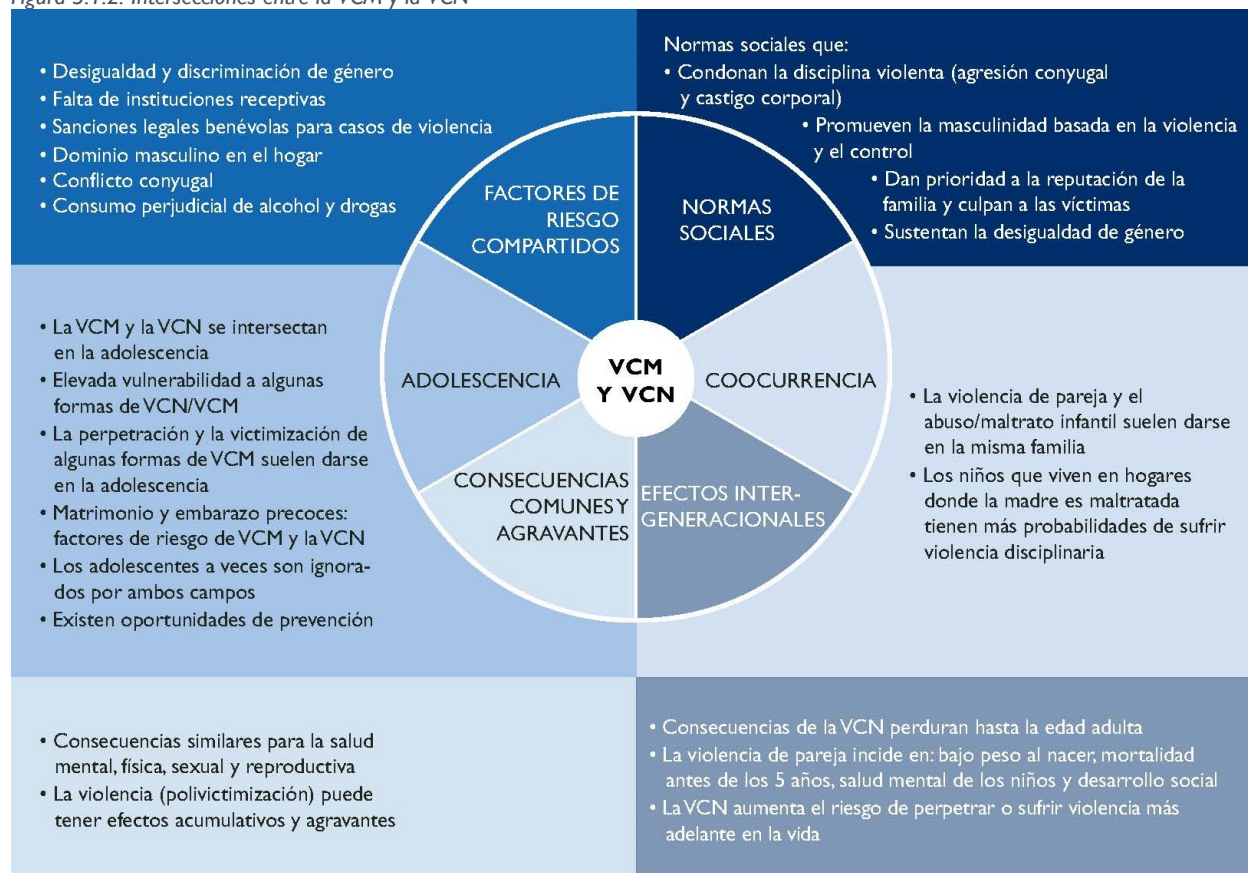 Figura 3.1.2. Intersecciones entre la VCM y la VCN
• Desigualdad y discriminación de género
• Falta de instituciones receptivas
• Sanciones legales benévolas para casos de violencia
• Dominio masculino en el hogar
• Conflicto conyugal
• Consumo perjudicial de alcohol y drogas
Normas sociales que:
• Condonan la disciplina violenta (agresión conyugal
y castigo corporal)
• Promueven la masculinidad basada en la violencia
y el control
• Dan prioridad a la reputación de la
familia y culpan a las víctimas
• Sustentan la desigualdad de género
FACTORES DE
RIESGO
COMPARTIDOS
NORMAS
SOCIALES
ADOLESCENCIA
VCM
Y VCN
COOCURRENCIA
CONSECUENCIAS
COMUNES Y
AGRAVANTES
EFECTOS INTER-
GENERACIONALES
• La VCM y la VCN se intersectan
en la adolescencia
• Elevada vulnerabilidad a algunas
formas de VCN/VCM
• La perpetración y la victimización de
algunas formas de VCM suelen darse
en la adolescencia
• Matrimonio y embarazo precoces:
factores de riesgo de VCM y la VCN
• Los adolescentes a veces son ignora-
dos por ambos campos
• Existen oportunidades de prevención
• La violencia de pareja y el
abuso/maltrato infantil suelen darse
en la misma familia
• Los niños que viven en hogares
donde la madre es maltratada
tienen más probabilidades de sufrir
violencia disciplinaria
• Consecuencias similares para la salud
mental, física, sexual y reproductiva
• La violencia (polivictimización) puede
tener efectos acumulativos y agravantes
• Consecuencias de la VCN perduran hasta la edad adulta
• La violencia de pareja incide en: bajo peso al nacer, mortalidad
antes de los 5 años, salud mental de los niños y desarrollo social
• La VCN aumenta el riesgo de perpetrar o sufrir violencia más
adelante en la vida